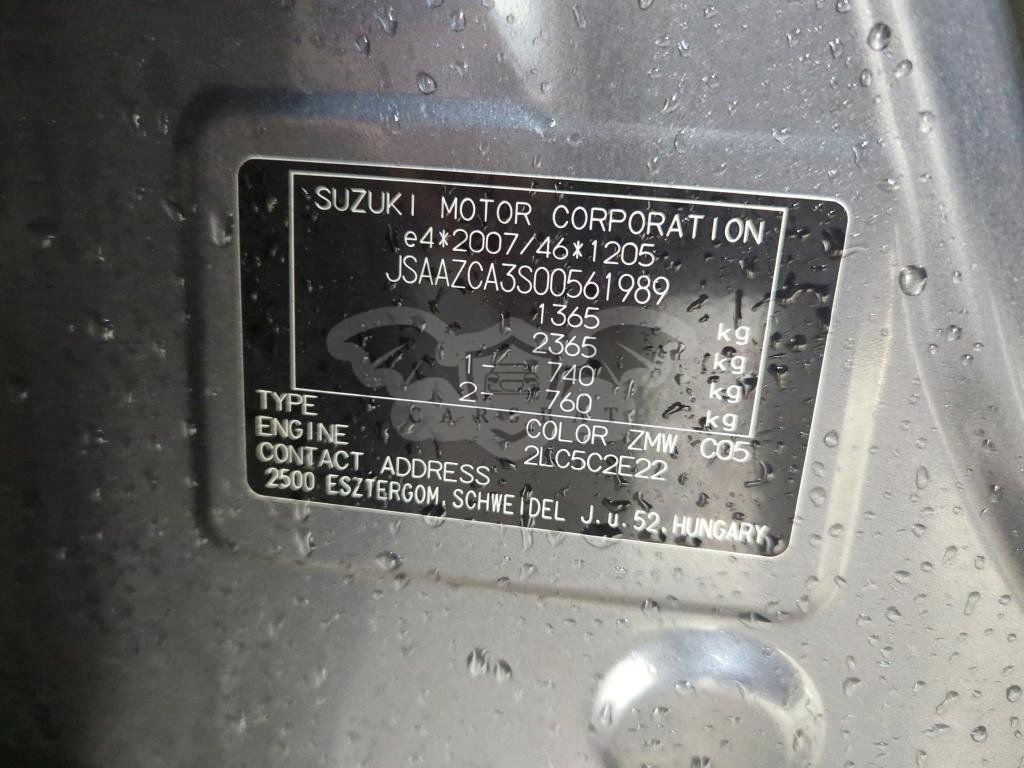 SUZUKI MOTOR CORPORATION
e4*2007/46*1205
JSAAZCA3S00561989
1365 kg
2365 kg
1- 740 kg
2- 760 kg
TYPE COLOR ZMW C05
ENGINE 2LC5C2E22
CONTACT ADDRESS
2500 ESZTERGOM, SCHWEIDEL J.u.52.HUNGARY